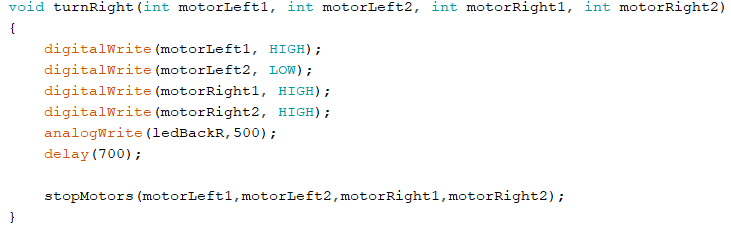 void turnRight(int motorLeft1, int motorLeft2, int motorRight1, int motorRight2)
{
    digitalWrite(motorLeft1, HIGH);
    digitalWrite(motorLeft2, LOW);
    digitalWrite(motorRight1, HIGH);
    digitalWrite(motorRight2, HIGH);
    analogWrite(ledBackR,500);
    delay(700);

    stopMotors(motorLeft1,motorLeft2,motorRight1,motorRight2);
}